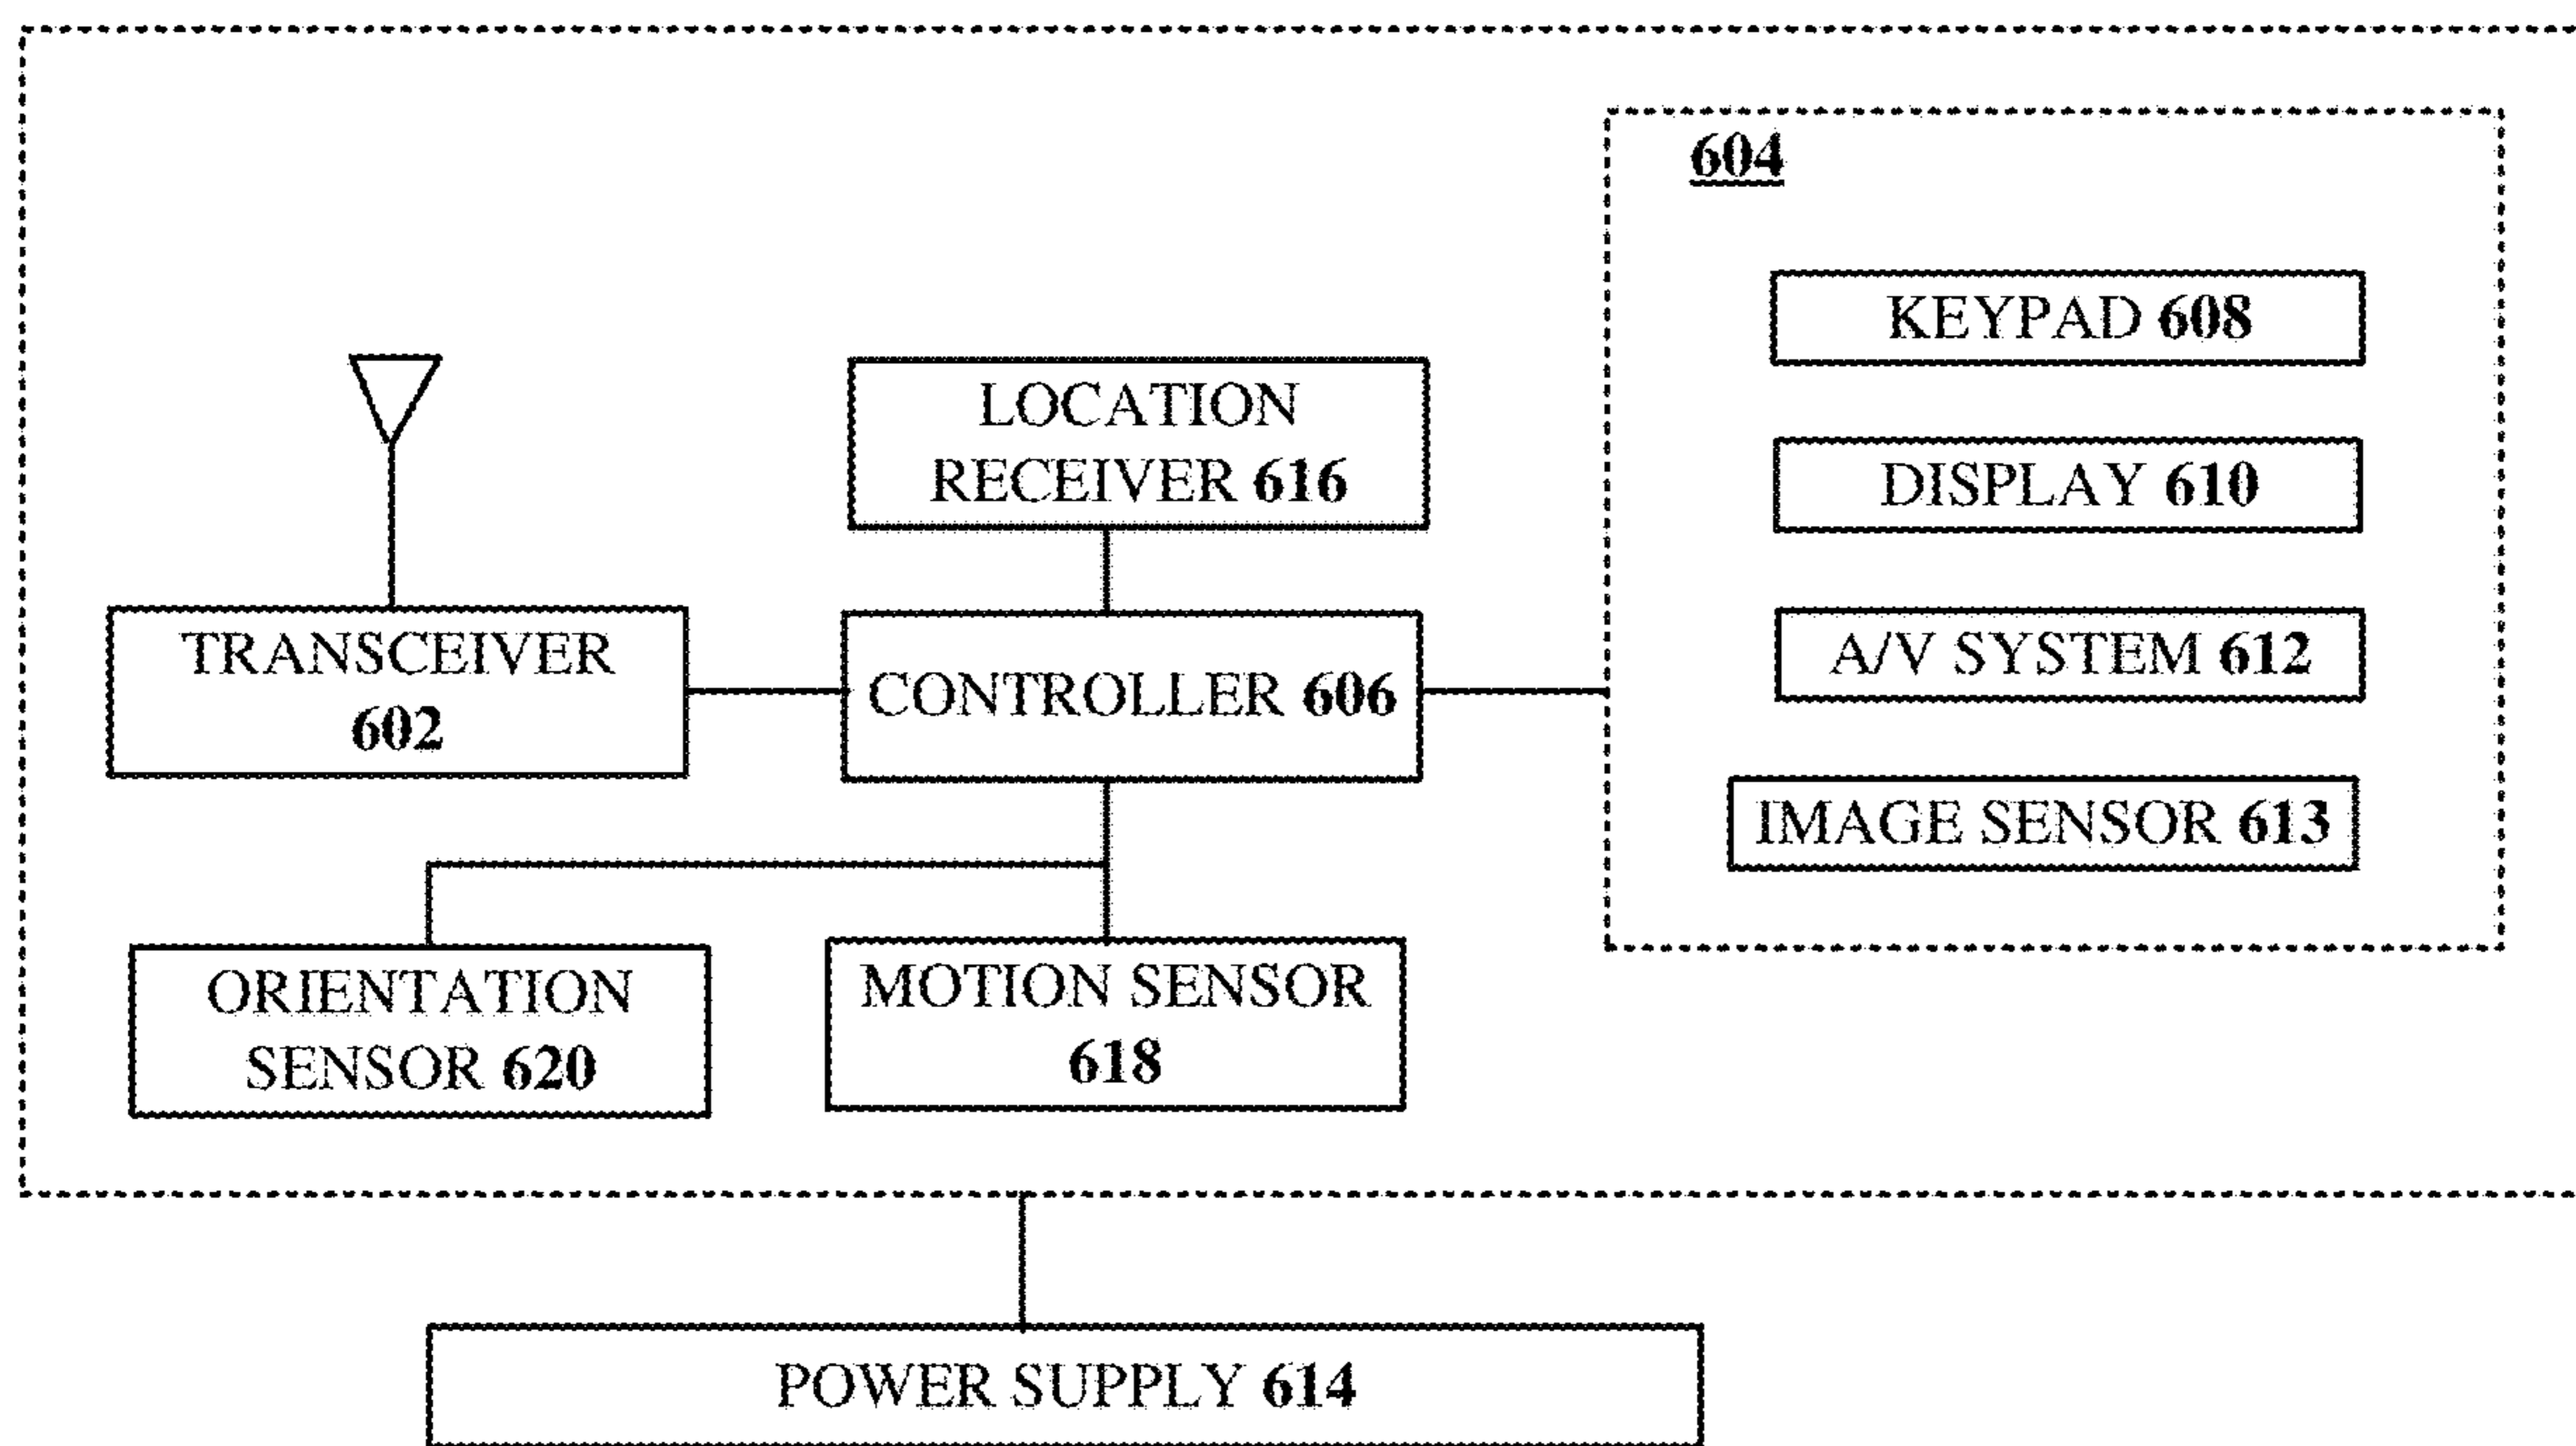 604
KEYPAD 608
LOCATION
RECEIVER 616
DISPLAY 610
TRANSCEIVER
602
CONTROLLER 606
A/V SYSTEM 612
IMAGE SENSOR 613
ORIENTATION
SENSOR 620
MOTION SENSOR
618
POWER SUPPLY 614